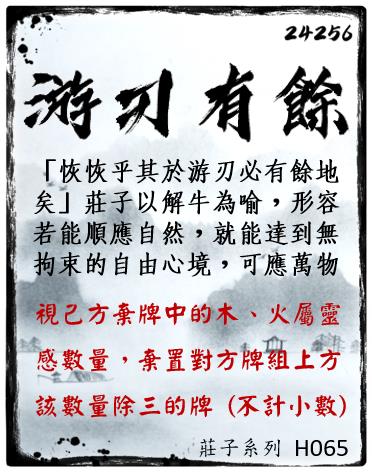 24256
游刃有餘
「恢恢乎其於游刃必有餘地
矣」莊子以解牛為喻，形容
若能順應自然，就能達到無
拘束的自由心境，可應萬物
視己方棄牌中的木、火屬靈
感數量，棄置對方牌組上方
該數量除三的牌 (不計小數)
莊子系列 H065